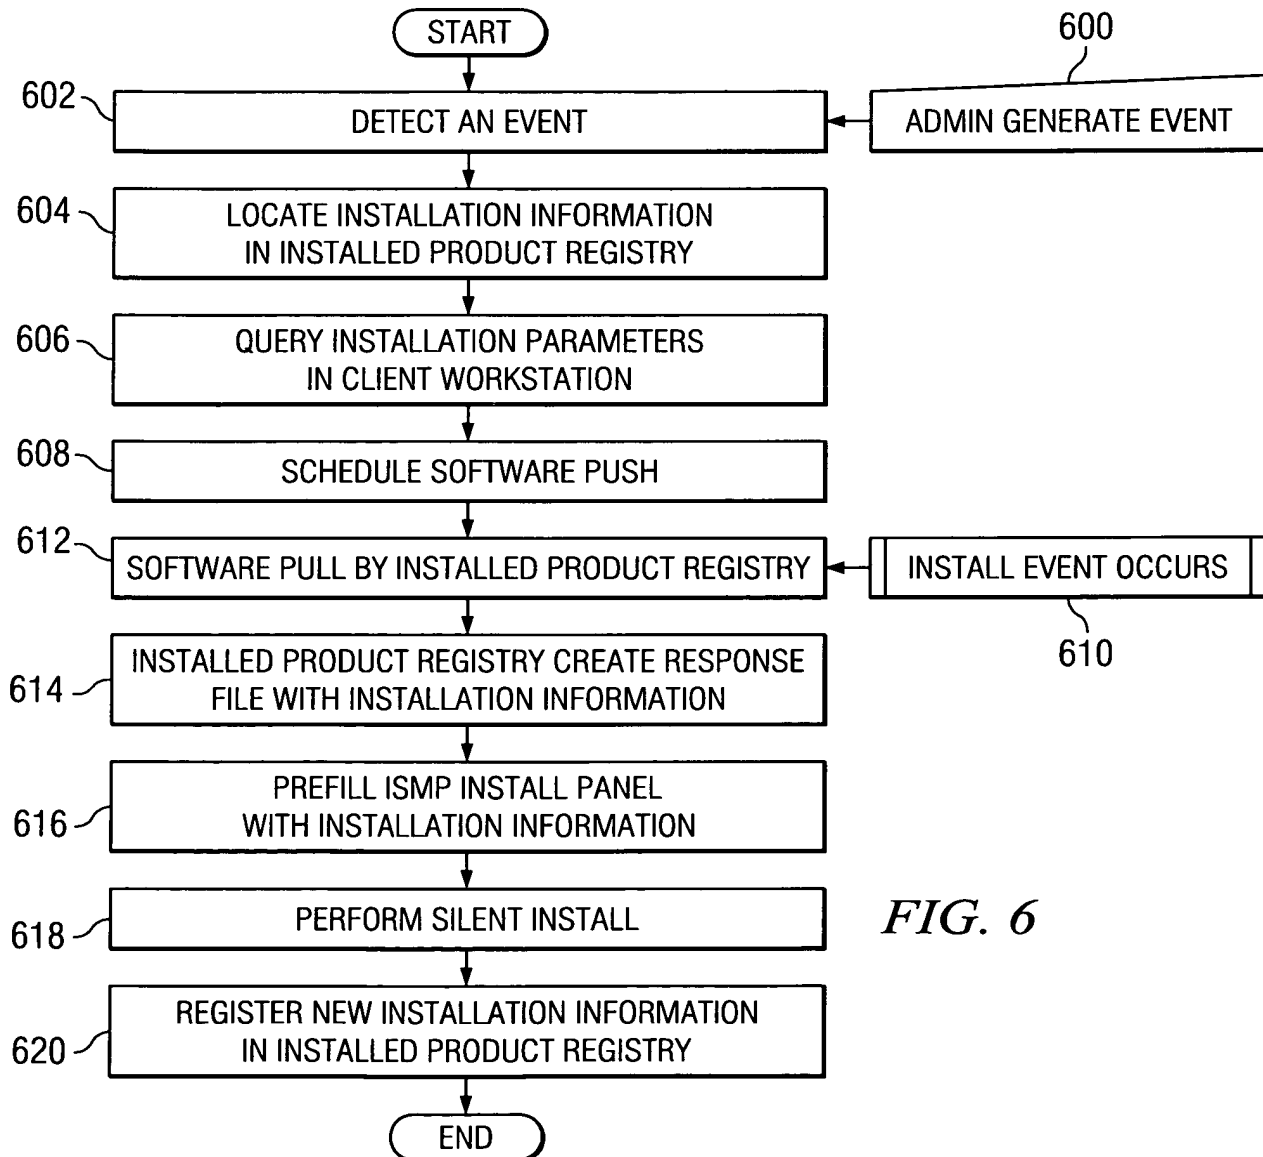 START
600
602
DETECT AN EVENT
ADMIN GENERATE EVENT
604
LOCATE INSTALLATION INFORMATION
IN INSTALLED PRODUCT REGISTRY
606
QUERY INSTALLATION PARAMETERS
IN CLIENT WORKSTATION
608
SCHEDULE SOFTWARE PUSH
612
SOFTWARE PULL BY INSTALLED PRODUCT REGISTRY
INSTALL EVENT OCCURS
610
614
INSTALLED PRODUCT REGISTRY CREATE RESPONSE
FILE WITH INSTALLATION INFORMATION
616
PREFILL ISMP INSTALL PANEL
WITH INSTALLATION INFORMATION
618
PERFORM SILENT INSTALL
FIG. 6
620
REGISTER NEW INSTALLATION INFORMATION
IN INSTALLED PRODUCT REGISTRY
END